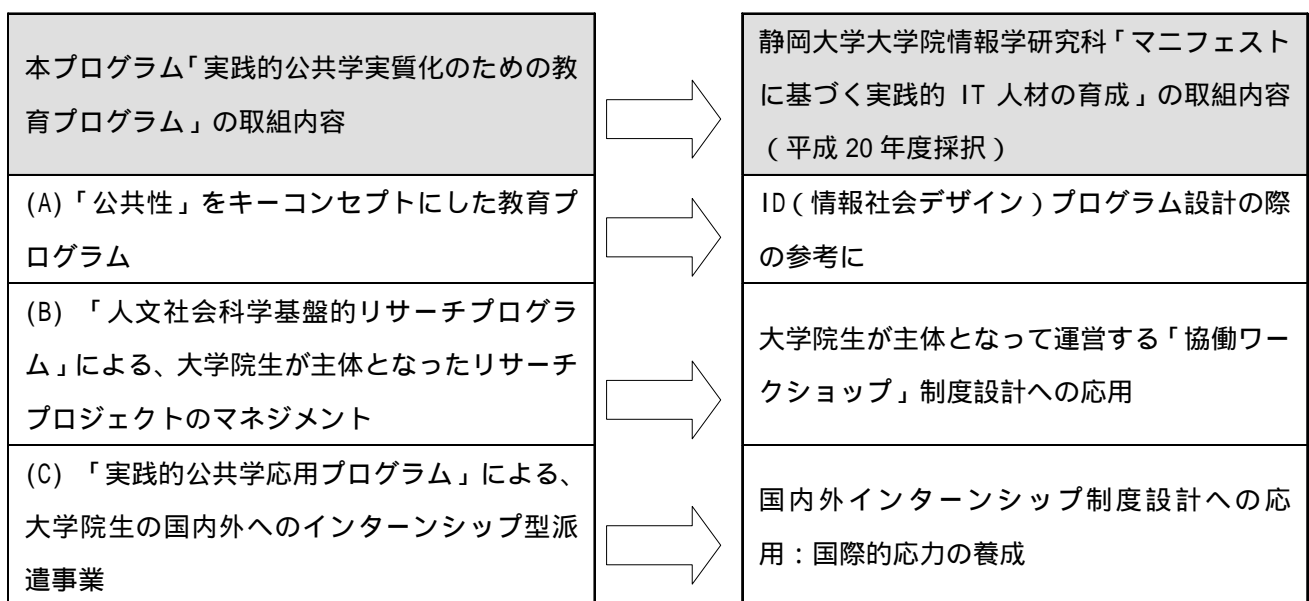 本プログラム「実践的公共学実質化のための教
育プログラム」の取組内容
静岡大学大学院情報学研究科「マニフェスト
に基づく実践的 IT 人材の育成」の取組内容
(平成 20 年度採択)
(A)「公共性」をキーコンセプトにした教育プ
ログラム
ID(情報社会デザイン)プログラム設計の際
の参考に
(B) 「人文社会科学基盤的リサーチプログラ
ム」による、大学院生が主体となったリサーチ
プロジェクトのマネジメント
大学院生が主体となって運営する「協働ワー
クショップ」制度設計への応用
(C) 「実践的公共学応用プログラム」による、
大学院生の国内外へのインターンシップ型派
遣事業
国内外インターンシップ制度設計への応
用:国際的応力の養成